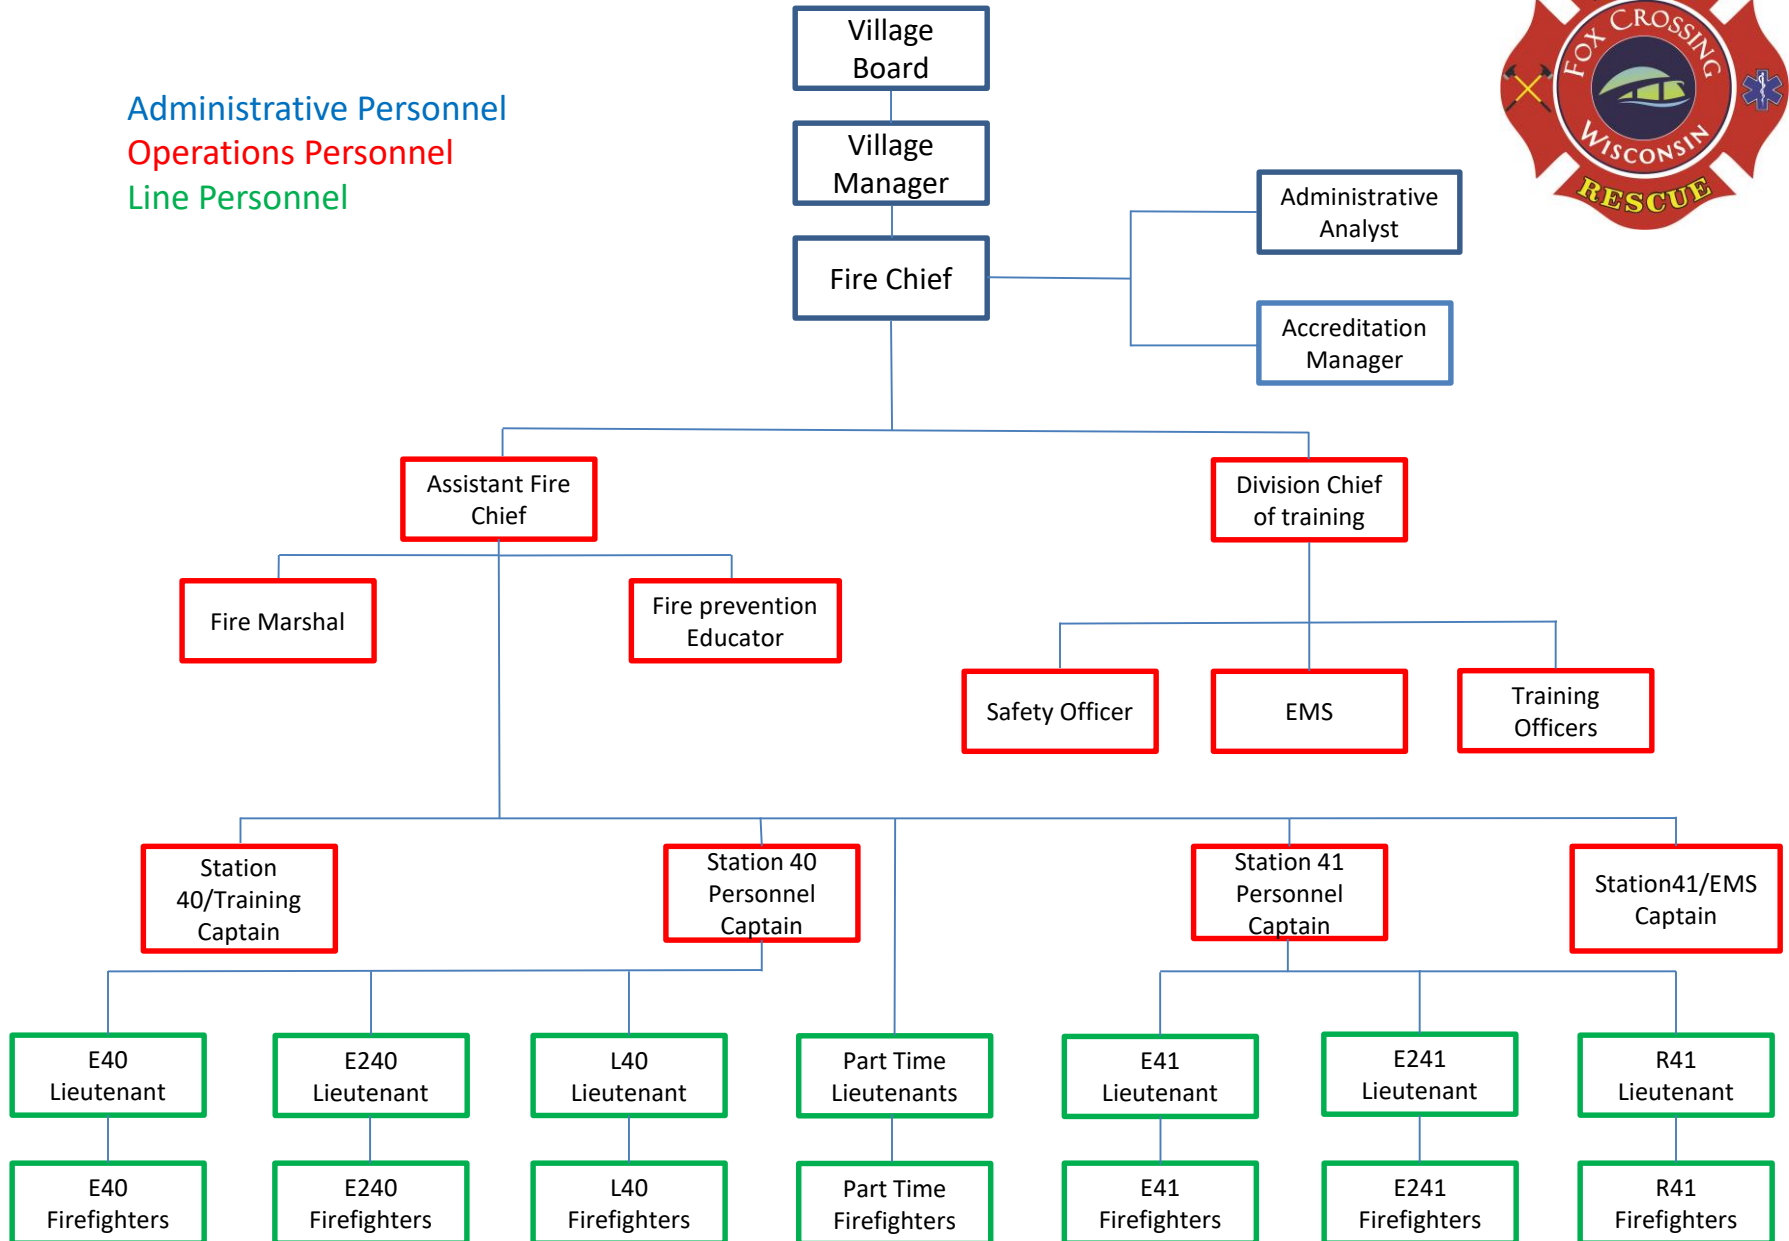 Village
Board
FOX CROSSING
WISCONSIN
RESCUE
Administrative Personnel
Operations Personnel
Line Personnel
Village
Manager
Administrative
Analyst
Fire Chief
Accreditation
Manager
Assistant Fire
Chief
Division Chief
of training
Fire Marshal
Fire prevention
Educator
Safety Officer
EMS
Training
Officers
Station
40/Training
Captain
Station 40
Personnel
Captain
Station 41
Personnel
Captain
Station41/EMS
Captain
E40
Lieutenant
E240
Lieutenant
L40
Lieutenant
Part Time
Lieutenants
E41
Lieutenant
E241
Lieutenant
R41
Lieutenant
E40
Firefighters
E240
Firefighters
L40
Firefighters
Part Time
Firefighters
E41
Firefighters
E241
Firefighters
R41
Firefighters